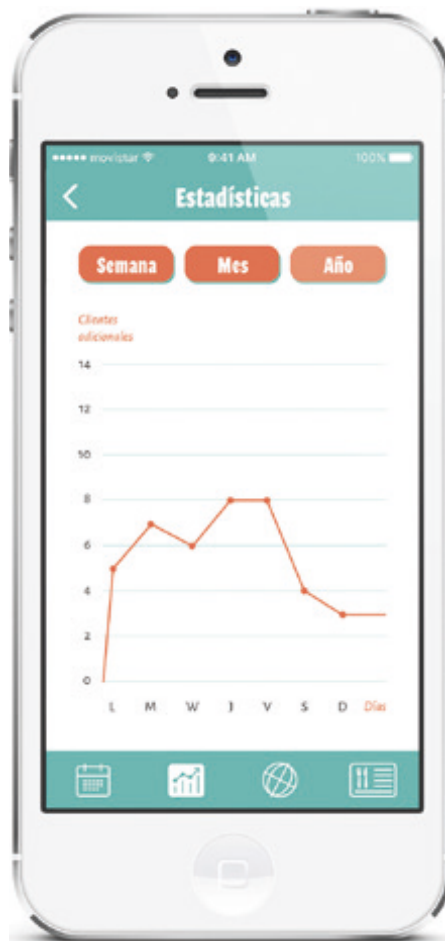 movistar 9:41 AM 100%
Estadísticas
Semana Mes Año
Clientes
adicionales
14
12
10
8
6
4
2
0
L M W J V S D Días